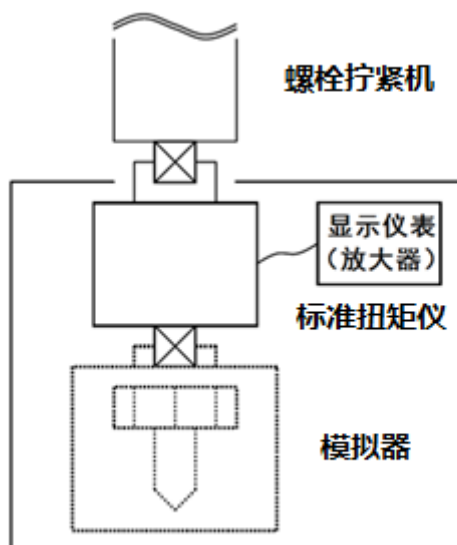 螺栓拧紧机
显示仪表
（放大器）
标准扭矩仪
模拟器